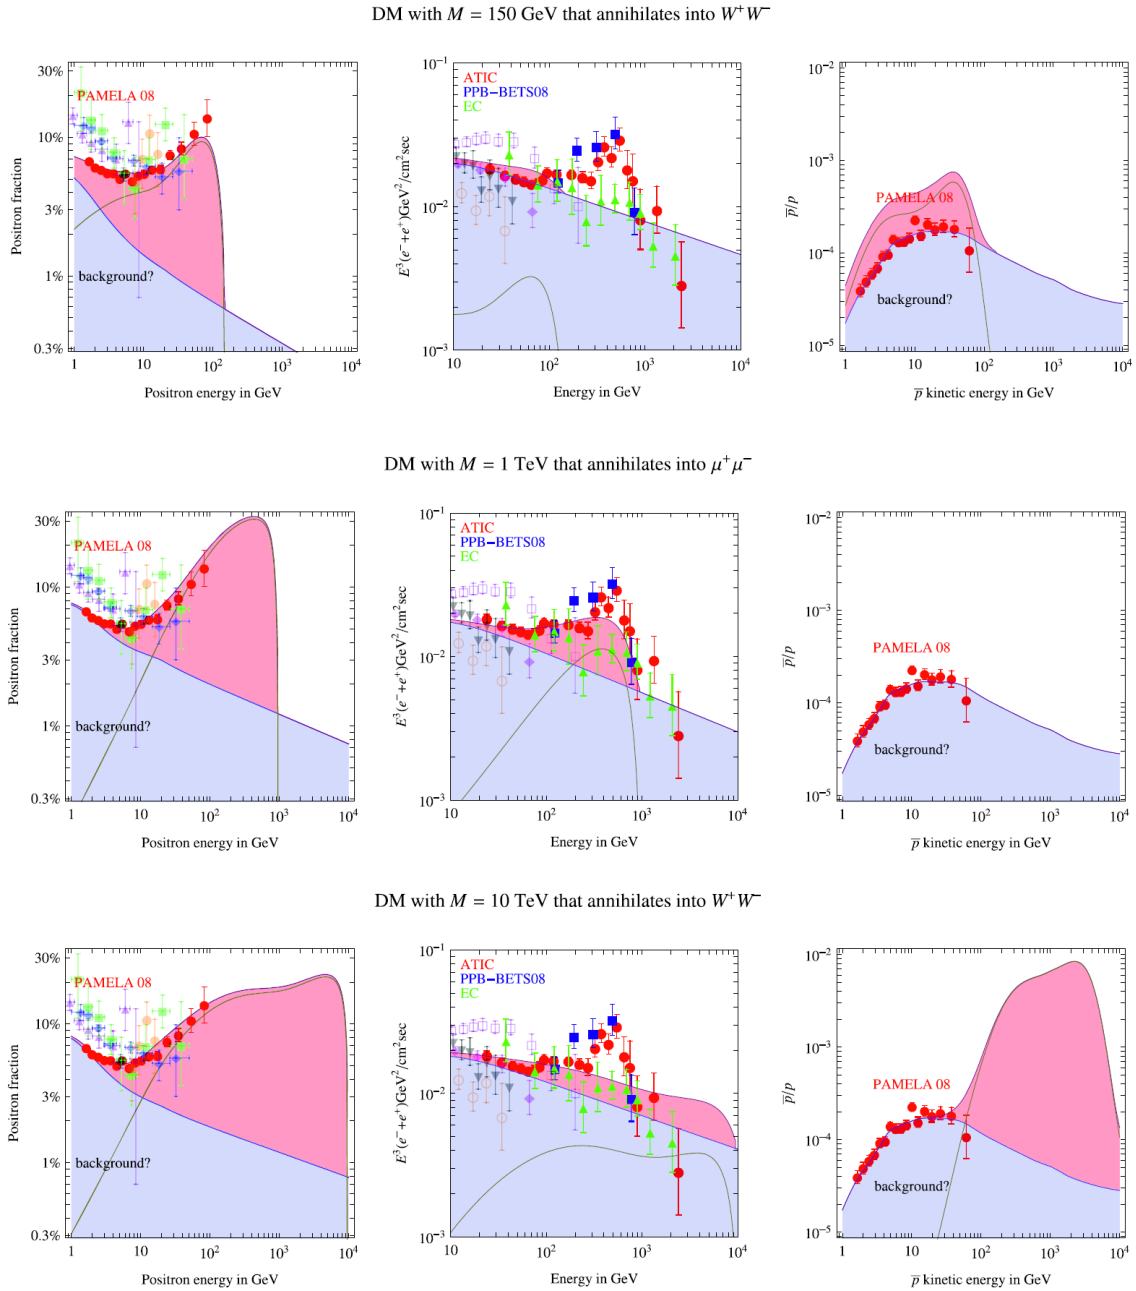 DM with M = 150 GeV that annihilates into W⁺W⁻
30%
10%
3%
1%
0.3%
Positron fraction
PAMELA 08
background?
1 10 10² 10³ 10⁴
Positron energy in GeV
10⁻¹
10⁻²
10⁻³
E³(e⁻+e⁺)GeV²/cm²sec
ATIC
PPB−BETS08
EC
10 10² 10³ 10⁴
Energy in GeV
10⁻²
10⁻³
10⁻⁴
10⁻⁵
p̅/p
PAMELA 08
background?
1 10 10² 10³ 10⁴
p̅ kinetic energy in GeV
DM with M = 1 TeV that annihilates into μ⁺μ⁻
30%
10%
3%
1%
0.3%
Positron fraction
PAMELA 08
background?
1 10 10² 10³ 10⁴
Positron energy in GeV
10⁻¹
10⁻²
10⁻³
E³(e⁻+e⁺)GeV²/cm²sec
ATIC
PPB−BETS08
EC
10 10² 10³ 10⁴
Energy in GeV
10⁻²
10⁻³
10⁻⁴
10⁻⁵
p̅/p
PAMELA 08
background?
1 10 10² 10³ 10⁴
p̅ kinetic energy in GeV
DM with M = 10 TeV that annihilates into W⁺W⁻
30%
10%
3%
1%
0.3%
Positron fraction
PAMELA 08
background?
1 10 10² 10³ 10⁴
Positron energy in GeV
10⁻¹
10⁻²
10⁻³
E³(e⁻+e⁺)GeV²/cm²sec
ATIC
PPB−BETS08
EC
10 10² 10³ 10⁴
Energy in GeV
10⁻²
10⁻³
10⁻⁴
10⁻⁵
p̅/p
PAMELA 08
background?
1 10 10² 10³ 10⁴
p̅ kinetic energy in GeV